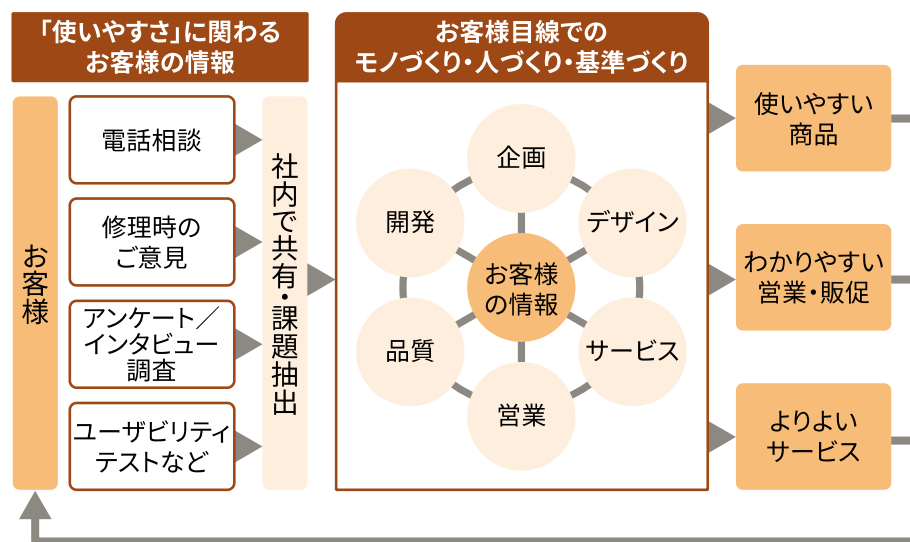 「使いやすさ」に関わる
お客様の情報
お客様
電話相談
修理時の
ご意見
アンケート／
インタビュー
調査
ユーザビリティ
テストなど
社内で共有・課題抽出
お客様目線での
モノづくり・人づくり・基準づくり
企画
開発
デザイン
お客様
の情報
品質
サービス
営業
使いやすい
商品
わかりやすい
営業・販促
よりよい
サービス